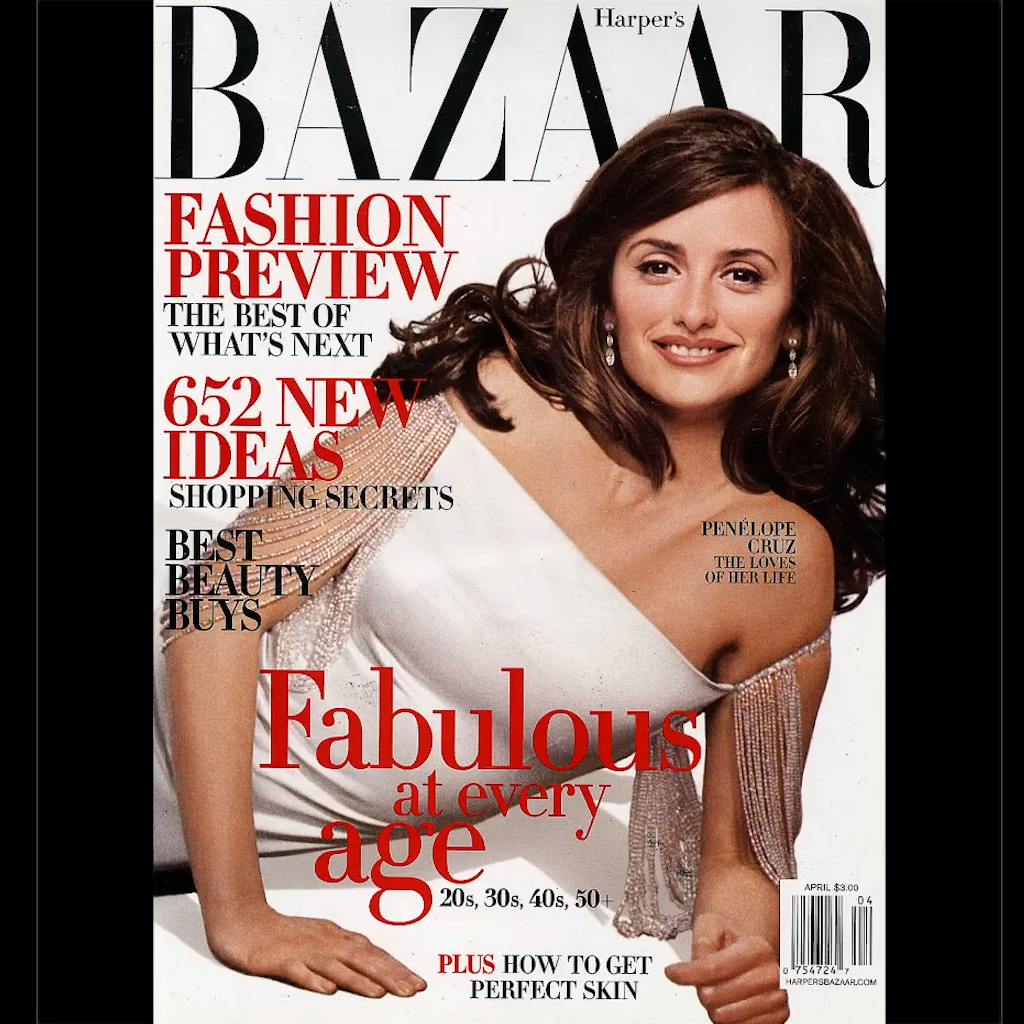 Harper's
BAZAAR
FASHION
PREVIEW
THE BEST OF
WHAT'S NEXT
652 NEW
IDEAS
SHOPPING SECRETS
BEST
BEAUTY
BUYS
PENÉLOPE
CRUZ
THE LOVES
OF HER LIFE
Fabulous
at every
age
20s, 30s, 40s, 50+
PLUS HOW TO GET
PERFECT SKIN
APRIL $3.00
04
0 754724 7
HARPERSBAZAAR.COM